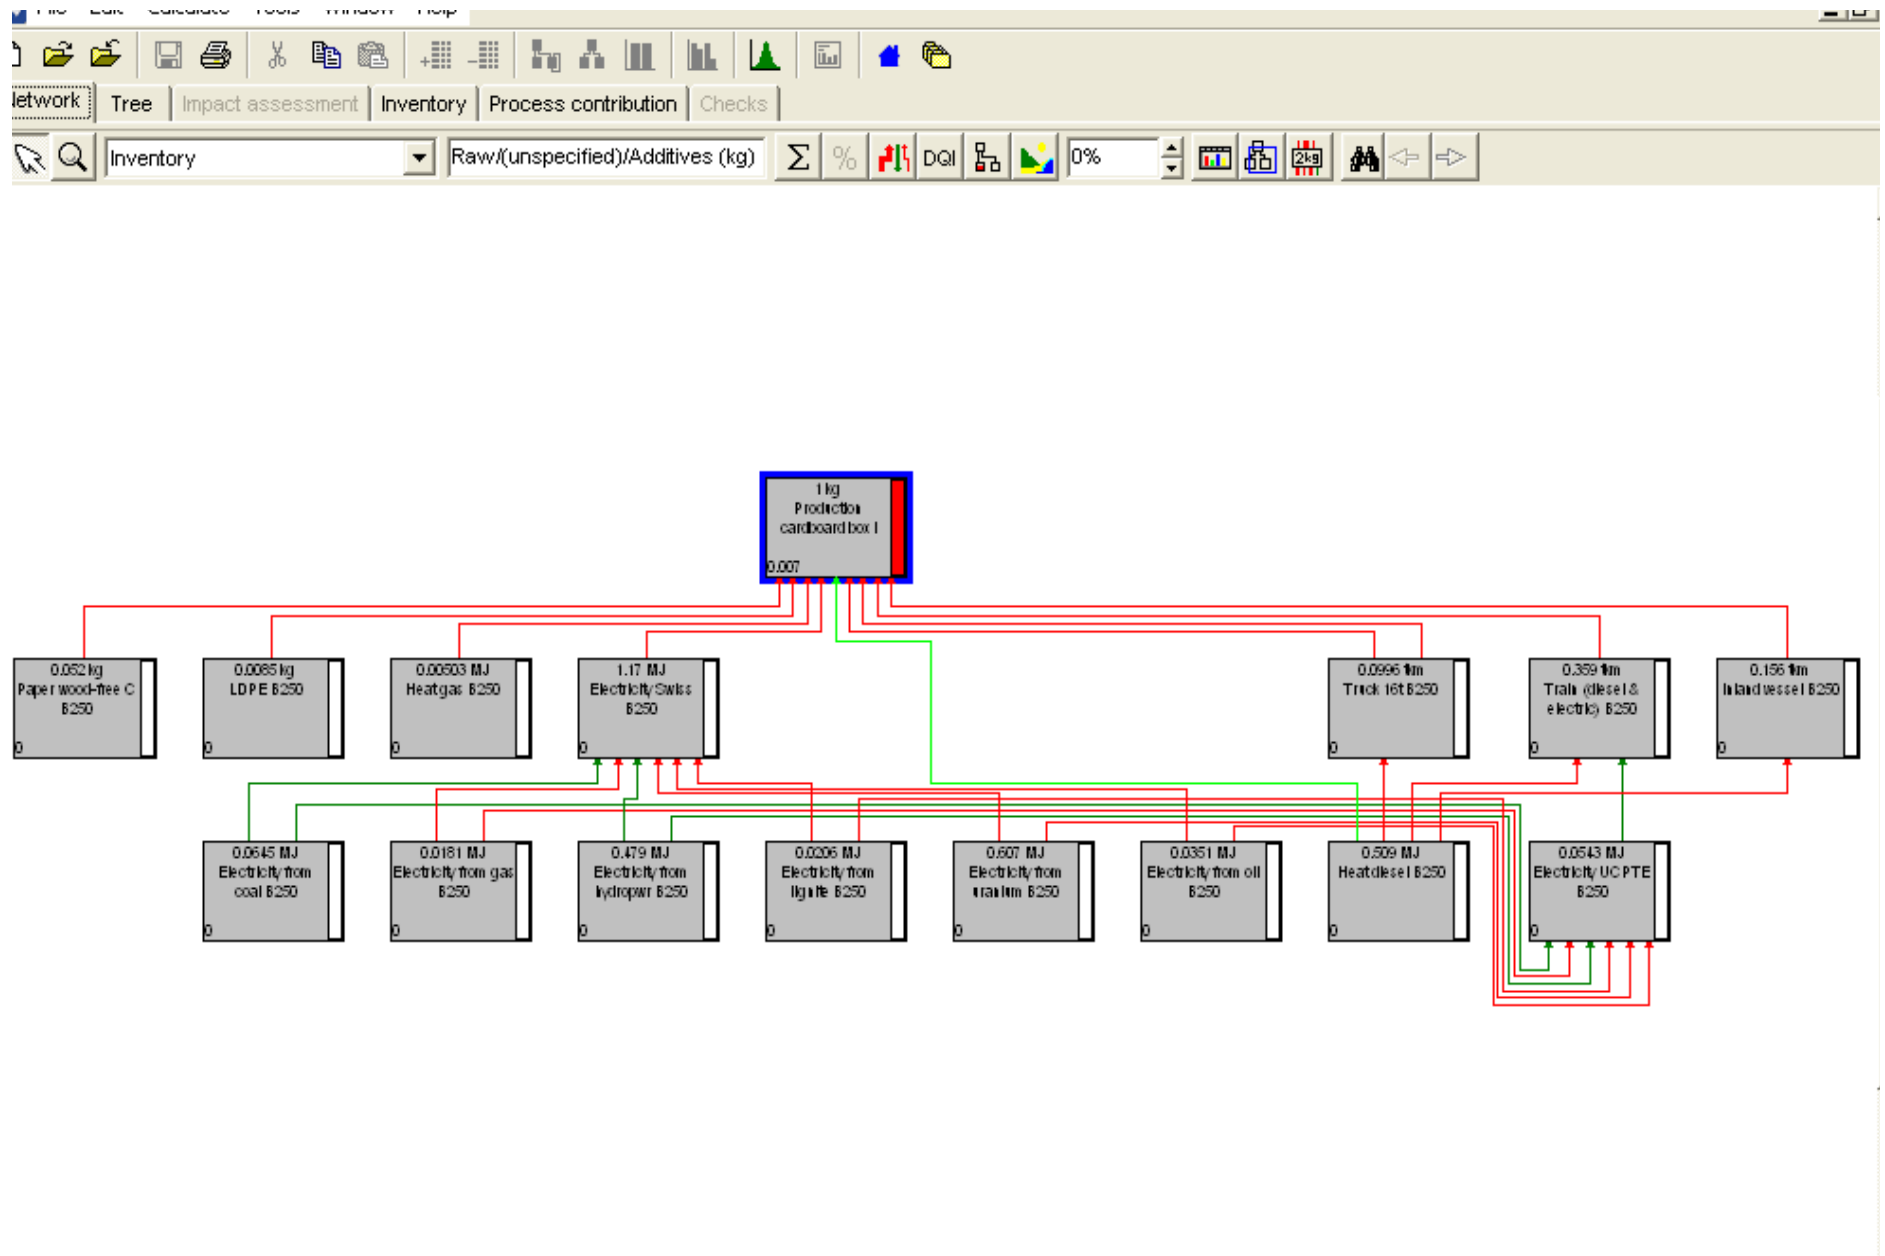 File Edit Calculate Tools Window Help
Network Tree Impact assessment Inventory Process contribution Checks
Inventory Raw/(unspecified)/Additives (kg) Σ % DQI 0% 2kg
1 kg
Production
cardboard box I
0.007
0.052 kg
Paper wood-free C
B250
0
0.0085 kg
LDPE B250
0
0.00503 MJ
Heat gas B250
0
1.17 MJ
Electricity Swiss
B250
0
0.0996 tkm
Truck 16t B250
0
0.359 tkm
Train (diesel &
electric) B250
0
0.156 tkm
Inland vessel B250
0
0.0645 MJ
Electricity from
coal B250
0
0.0181 MJ
Electricity from gas
B250
0
0.479 MJ
Electricity from
hydropwr B250
0
0.0206 MJ
Electricity from
lignite B250
0
0.607 MJ
Electricity from
uranium B250
0
0.0351 MJ
Electricity from oil
B250
0
0.509 MJ
Heat diesel B250
0
0.0543 MJ
Electricity UCPTE
B250
0